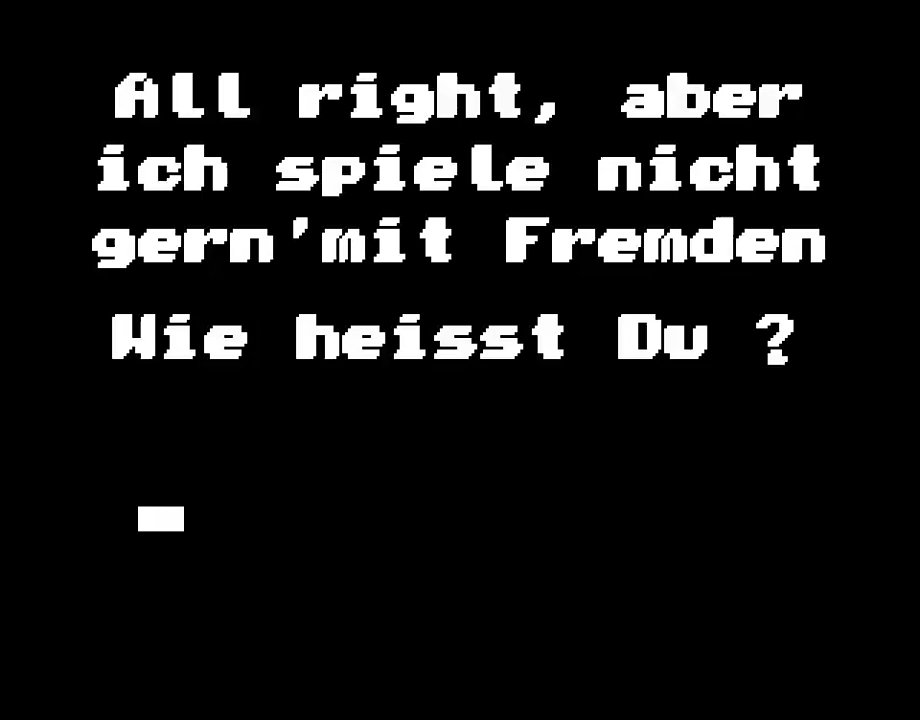 All right, aber
ich spiele nicht
gern'mit Fremden
Wie heisst Du ?